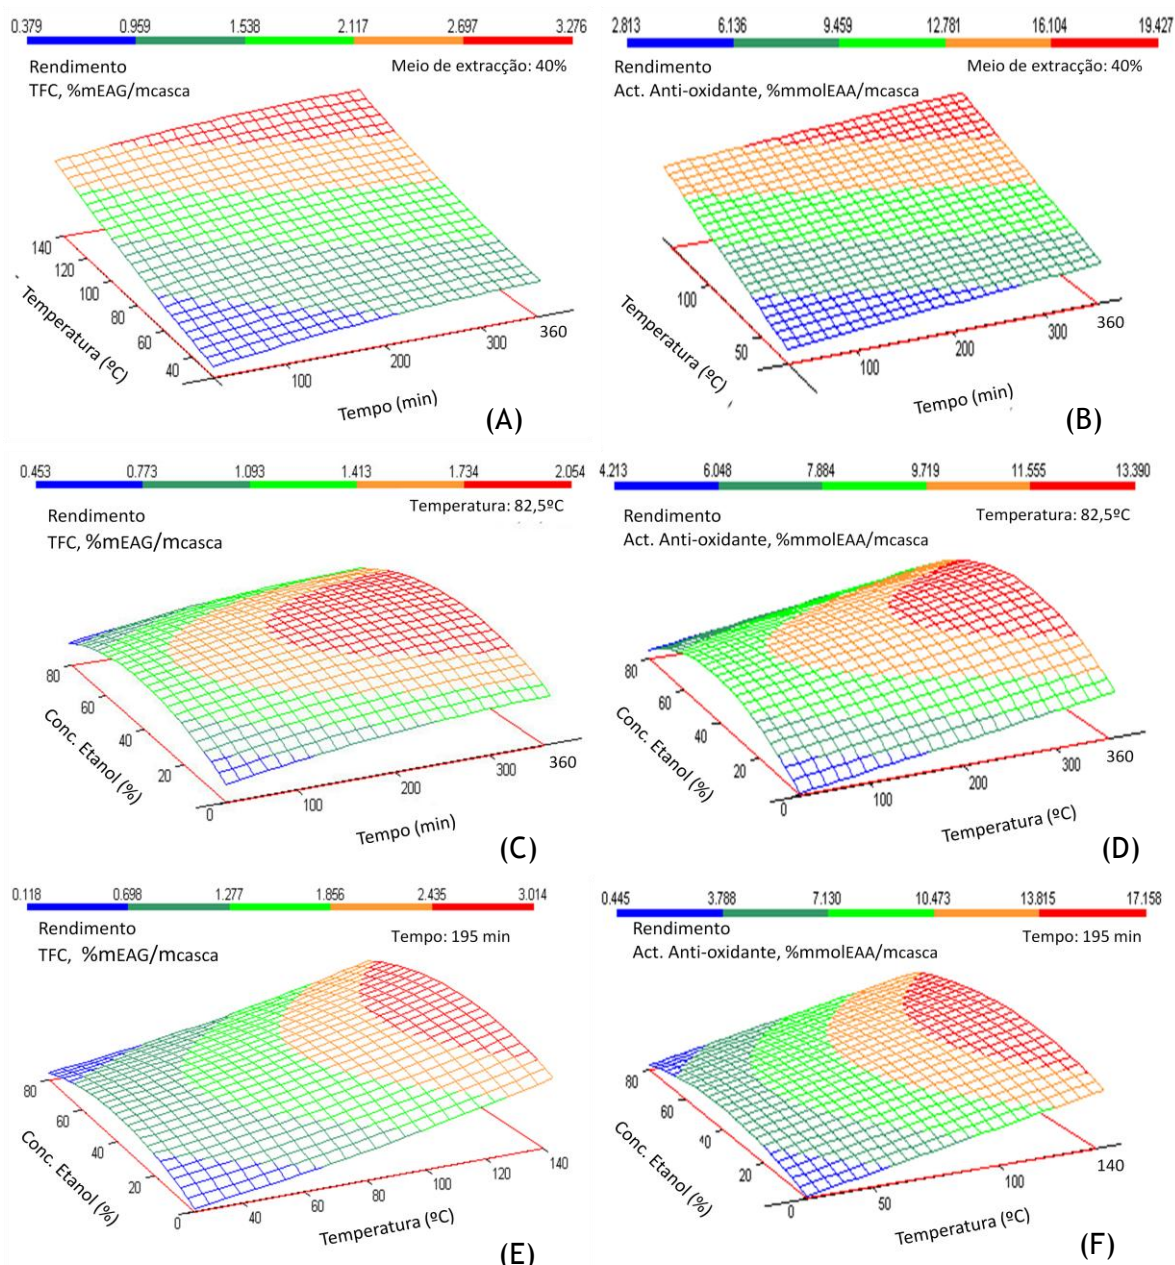 0.379 0.959 1.538 2.117 2.697 3.276
Rendimento Meio de extracção: 40%
TFC, %mEAG/mcasca
140
120
100
80
60
40
Temperatura (ºC)
100 200 300 360
Tempo (min)
(A)
2.813 6.136 9.459 12.781 16.104 19.427
Rendimento Meio de extracção: 40%
Act. Anti-oxidante, %mmolEAA/mcasca
100
50
Temperatura (ºC)
100 200 300 360
Tempo (min)
(B)
0.453 0.773 1.093 1.413 1.734 2.054
Temperatura: 82,5ºC
Rendimento
TFC, %mEAG/mcasca
80
60
40
20
0
Conc. Etanol (%)
100 200 300 360
Tempo (min)
(C)
4.213 6.048 7.884 9.719 11.555 13.390
Rendimento Temperatura: 82,5ºC
Act. Anti-oxidante, %mmolEAA/mcasca
80
60
40
20
0
Conc. Etanol (%)
100 200 300 360
Temperatura (ºC)
(D)
0.118 0.698 1.277 1.856 2.435 3.014
Rendimento Tempo: 195 min
TFC, %mEAG/mcasca
80
60
40
20
0
Conc. Etanol (%)
40 60 80 100 120 140
Temperatura (ºC)
(E)
0.445 3.788 7.130 10.473 13.815 17.158
Rendimento Tempo: 195 min
Act. Anti-oxidante, %mmolEAA/mcasca
80
60
40
20
0
Conc. Etanol (%)
50 100 140
Temperatura (ºC)
(F)